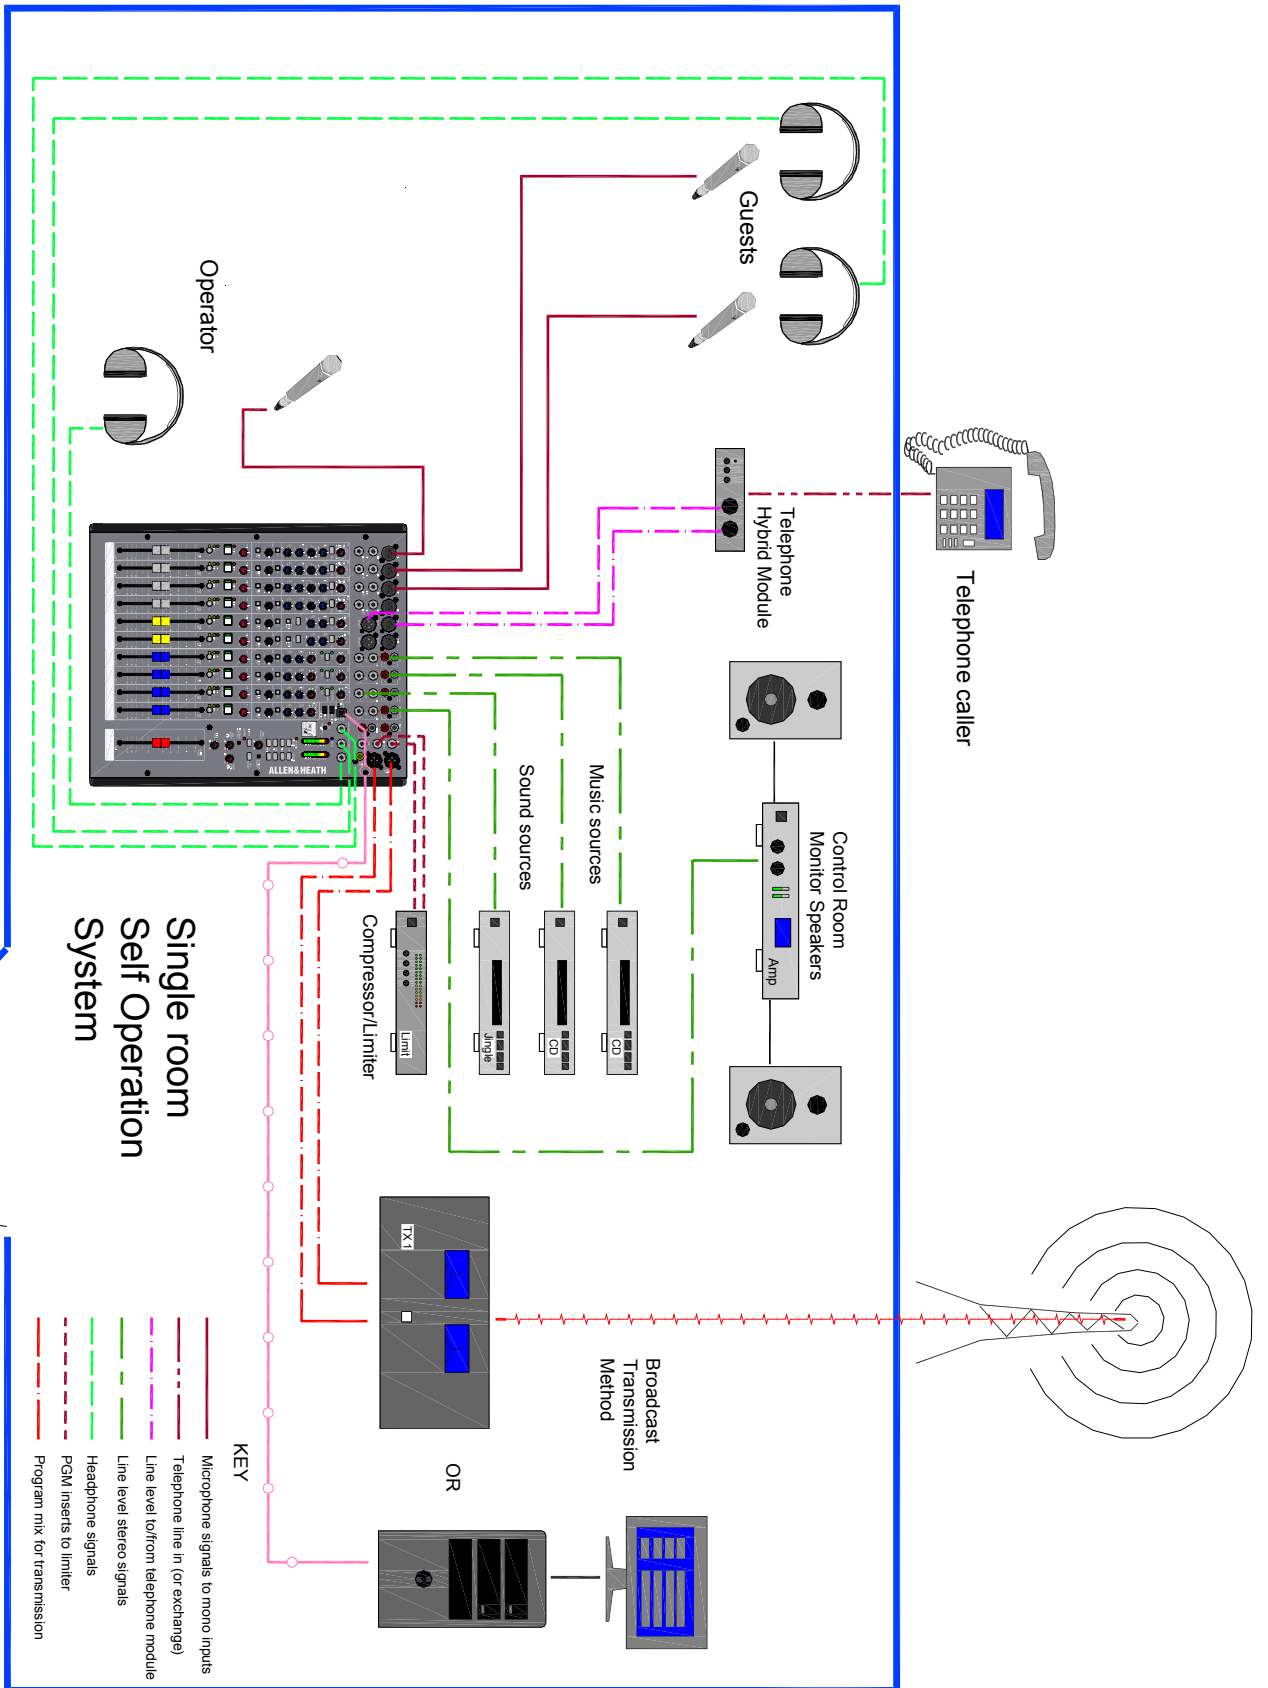 Telephone caller
Guests
Telephone
Hybrid Module
Control Room
Monitor Speakers
Amp
Broadcast
Transmission
Method
Music sources
Sound sources
CD
CD
Jingle
Limit
Compressor/Limiter
TX1
OR
Operator
ALLEN&HEATH
Single room
Self Operation
System
KEY
Microphone signals to mono inputs
Telephone line in (or exchange)
Line level to/from telephone module
Line level stereo signals
Headphone signals
PGM inserts to limiter
Program mix for transmission